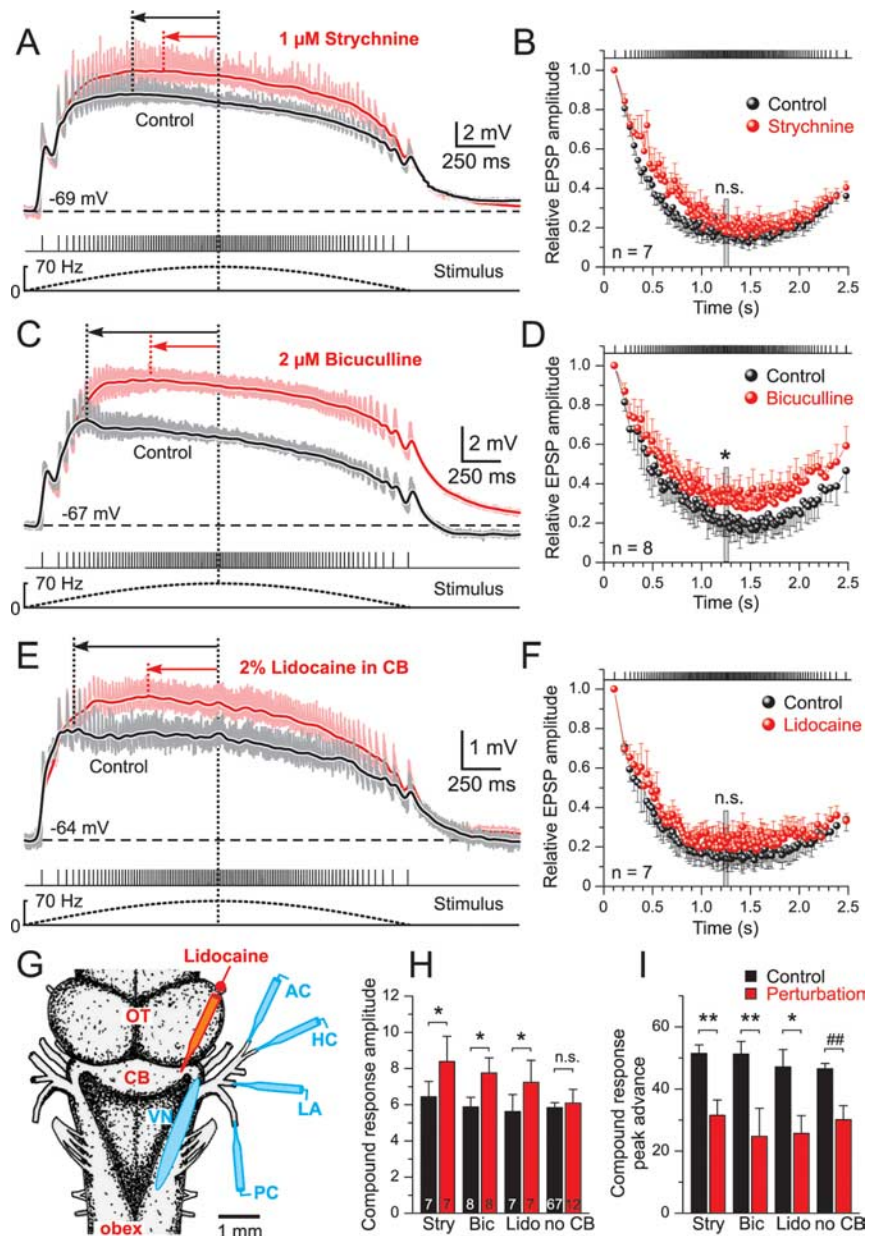 A
1 µM Strychnine
Control
2 mV
250 ms
-69 mV
70 Hz
0
Stimulus
B
Relative EPSP amplitude
1.0
0.8
0.6
0.4
0.2
0
Control
Strychnine
n.s.
n = 7
0 0.5 1.0 1.5 2.0 2.5
Time (s)
C
2 µM Bicuculline
Control
2 mV
250 ms
-67 mV
70 Hz
0
Stimulus
D
Relative EPSP amplitude
1.0
0.8
0.6
0.4
0.2
0
Control
Bicuculline
*
n = 8
0 0.5 1.0 1.5 2.0 2.5
Time (s)
E
2% Lidocaine in CB
Control
1 mV
250 ms
-64 mV
70 Hz
0
Stimulus
F
Relative EPSP amplitude
1.0
0.8
0.6
0.4
0.2
0
Control
Lidocaine
n.s.
n = 7
0 0.5 1.0 1.5 2.0 2.5
Time (s)
G
Lidocaine
OT
AC
HC
CB
LA
VN
PC
obex
1 mm
H
Compound response amplitude
12
10
8
6
4
2
0
* * * n.s.
7 7 8 8 7 7 67 12
Stry Bic Lido no CB
I
Control
Perturbation
Compound response
peak advance
60
40
20
0
** ** * ##
Stry Bic Lido no CB